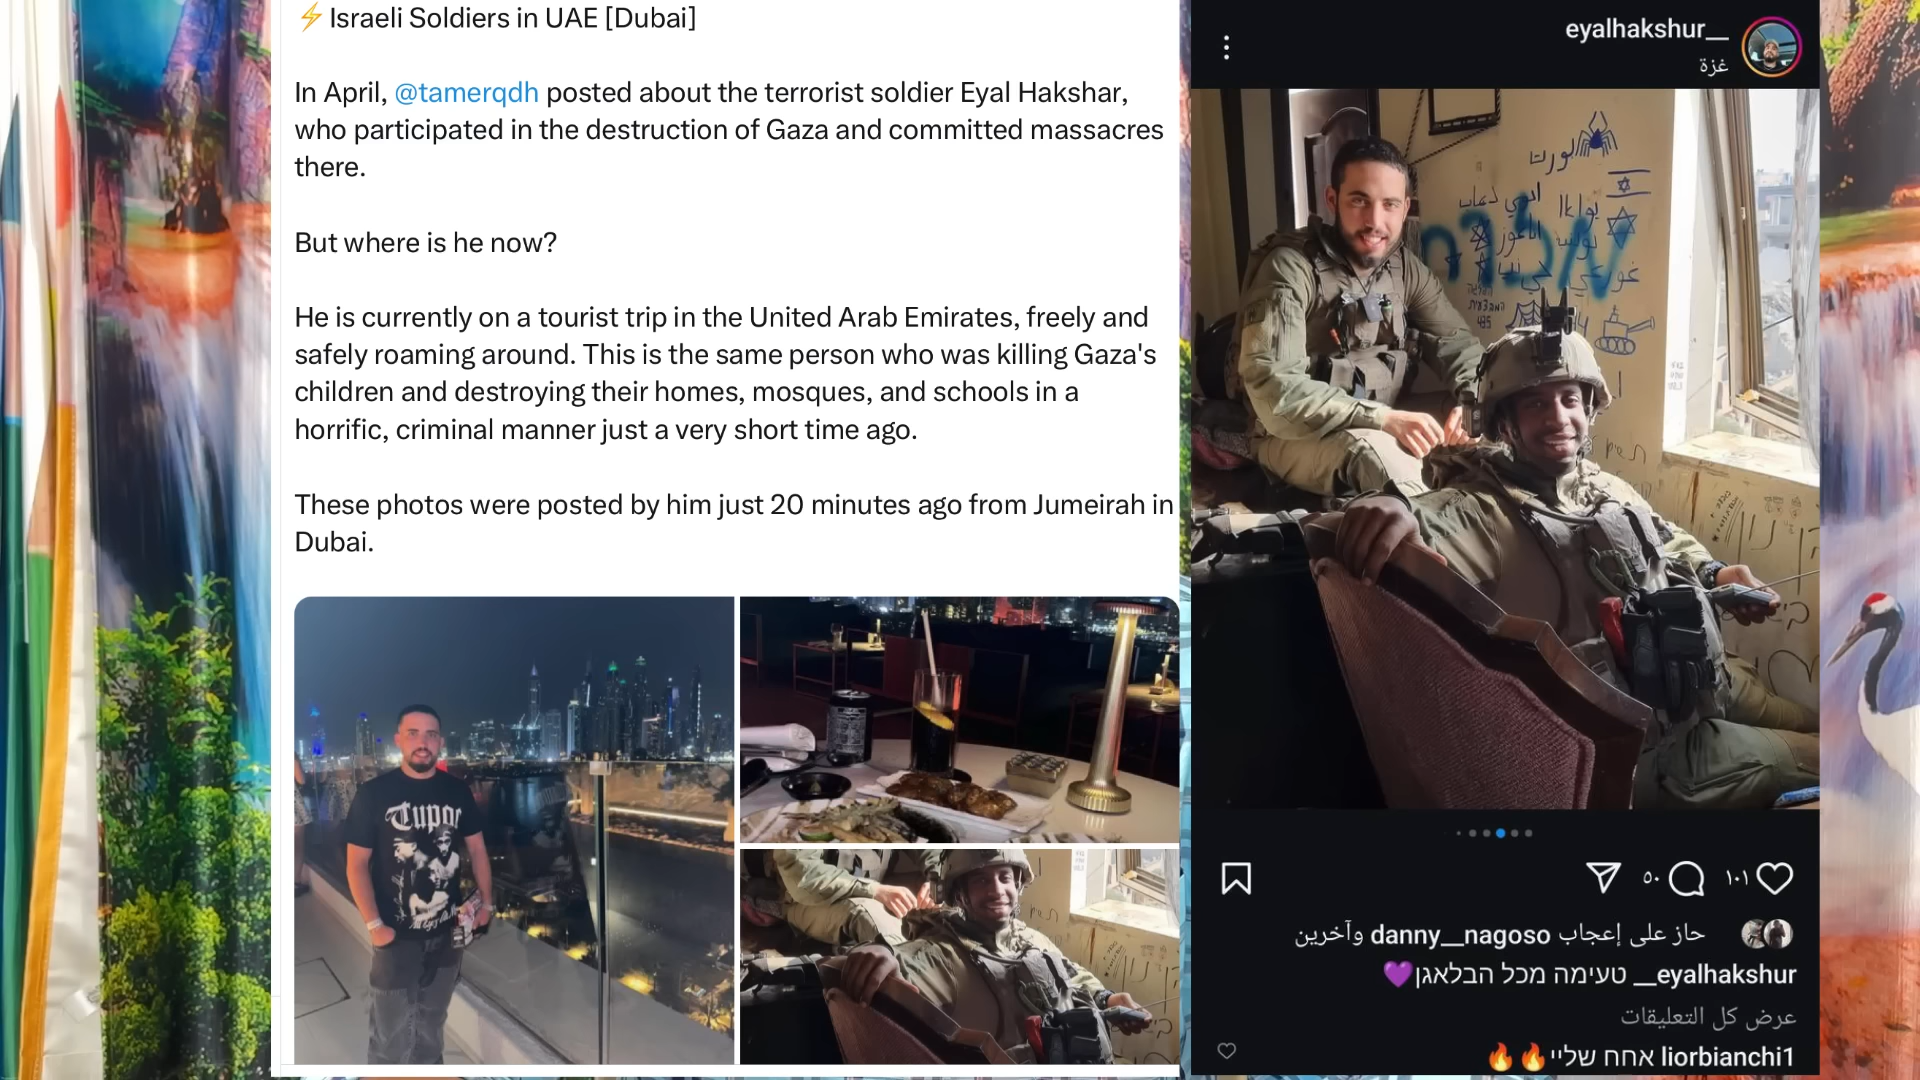 ⚡Israeli Soldiers in UAE [Dubai]
In April, @tamerqdh posted about the terrorist soldier Eyal Hakshar,
who participated in the destruction of Gaza and committed massacres
there.
But where is he now?
He is currently on a tourist trip in the United Arab Emirates, freely and
safely roaming around. This is the same person who was killing Gaza's
children and destroying their homes, mosques, and schools in a
horrific, criminal manner just a very short time ago.
These photos were posted by him just 20 minutes ago from Jumeirah in
Dubai.
Tupac
eyalhakshur__
غزة
٥٠
١٠١
حاز على إعجاب danny__nagoso وآخرين
eyalhakshur__ טעימה מכל הבלאגן💜
عرض كل التعليقات
liorbianchi1 אחח שליי🔥🔥